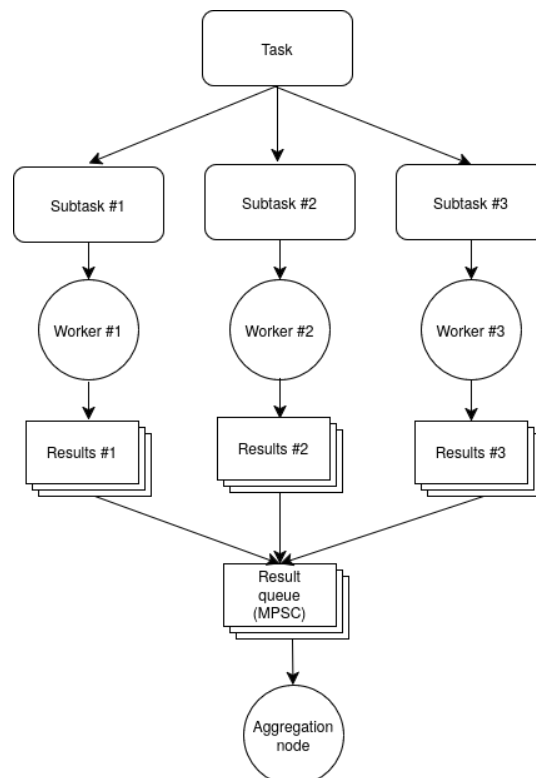 Task
Subtask #1
Subtask #2
Subtask #3
Worker #1
Worker #2
Worker #3
Results #1
Results #2
Results #3
Result
queue
(MPSC)
Aggregation
node